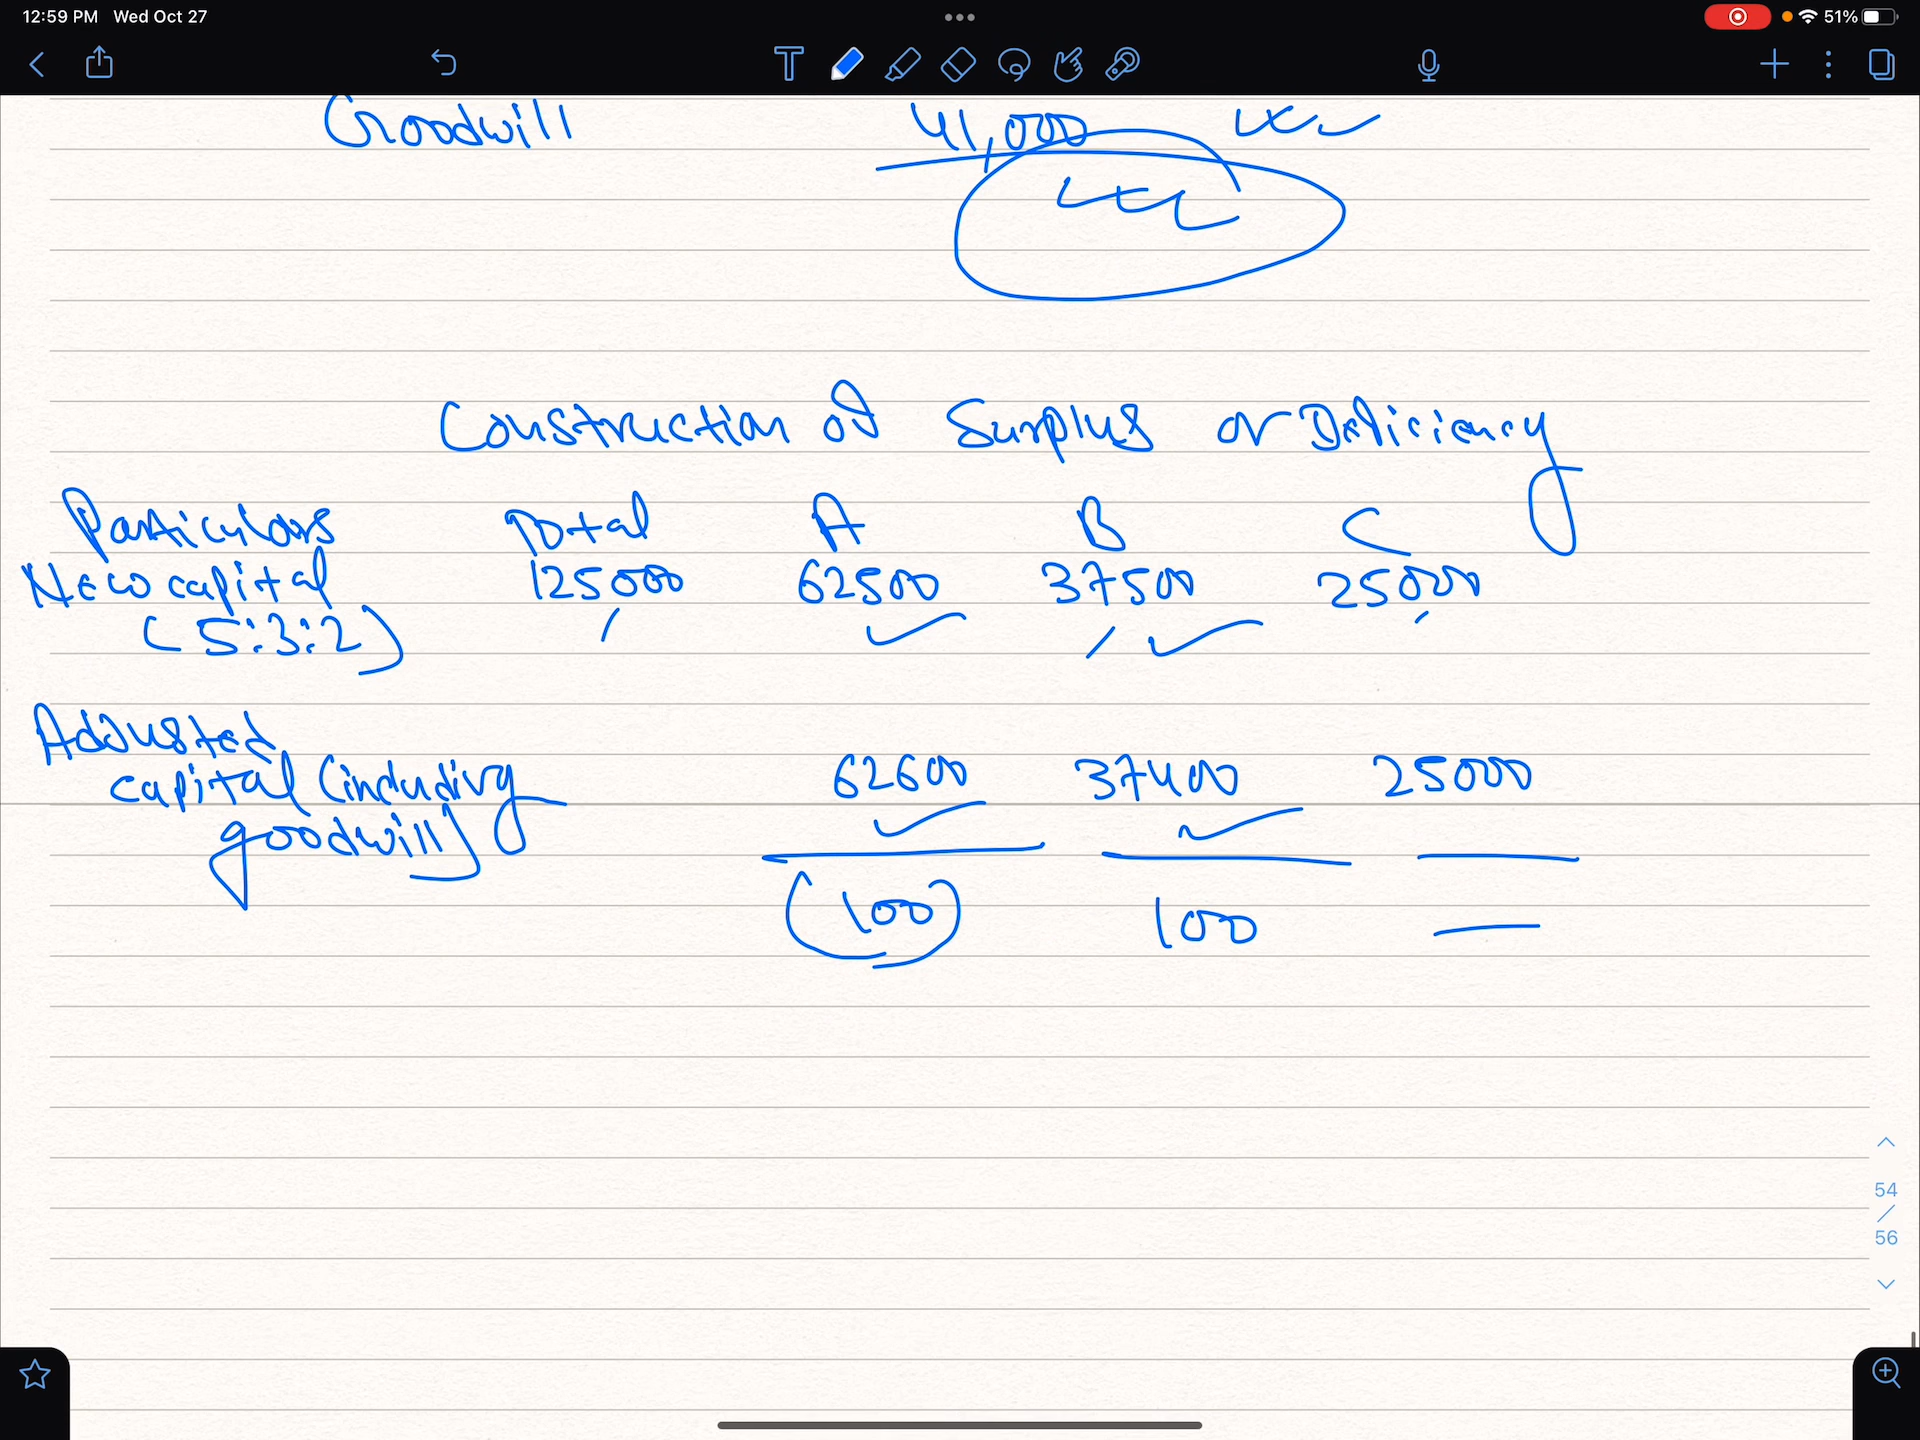 12:59 PM Wed Oct 27
51%
Goodwill 41,000
Construction of Surplus or Deficiency
Particulars Total A B C
New capital 125000 62500 37500 25000
(5:3:2)
Adjusted
capital (including 62600 37400 25000
goodwill)
(100) 100 —
54
/
56